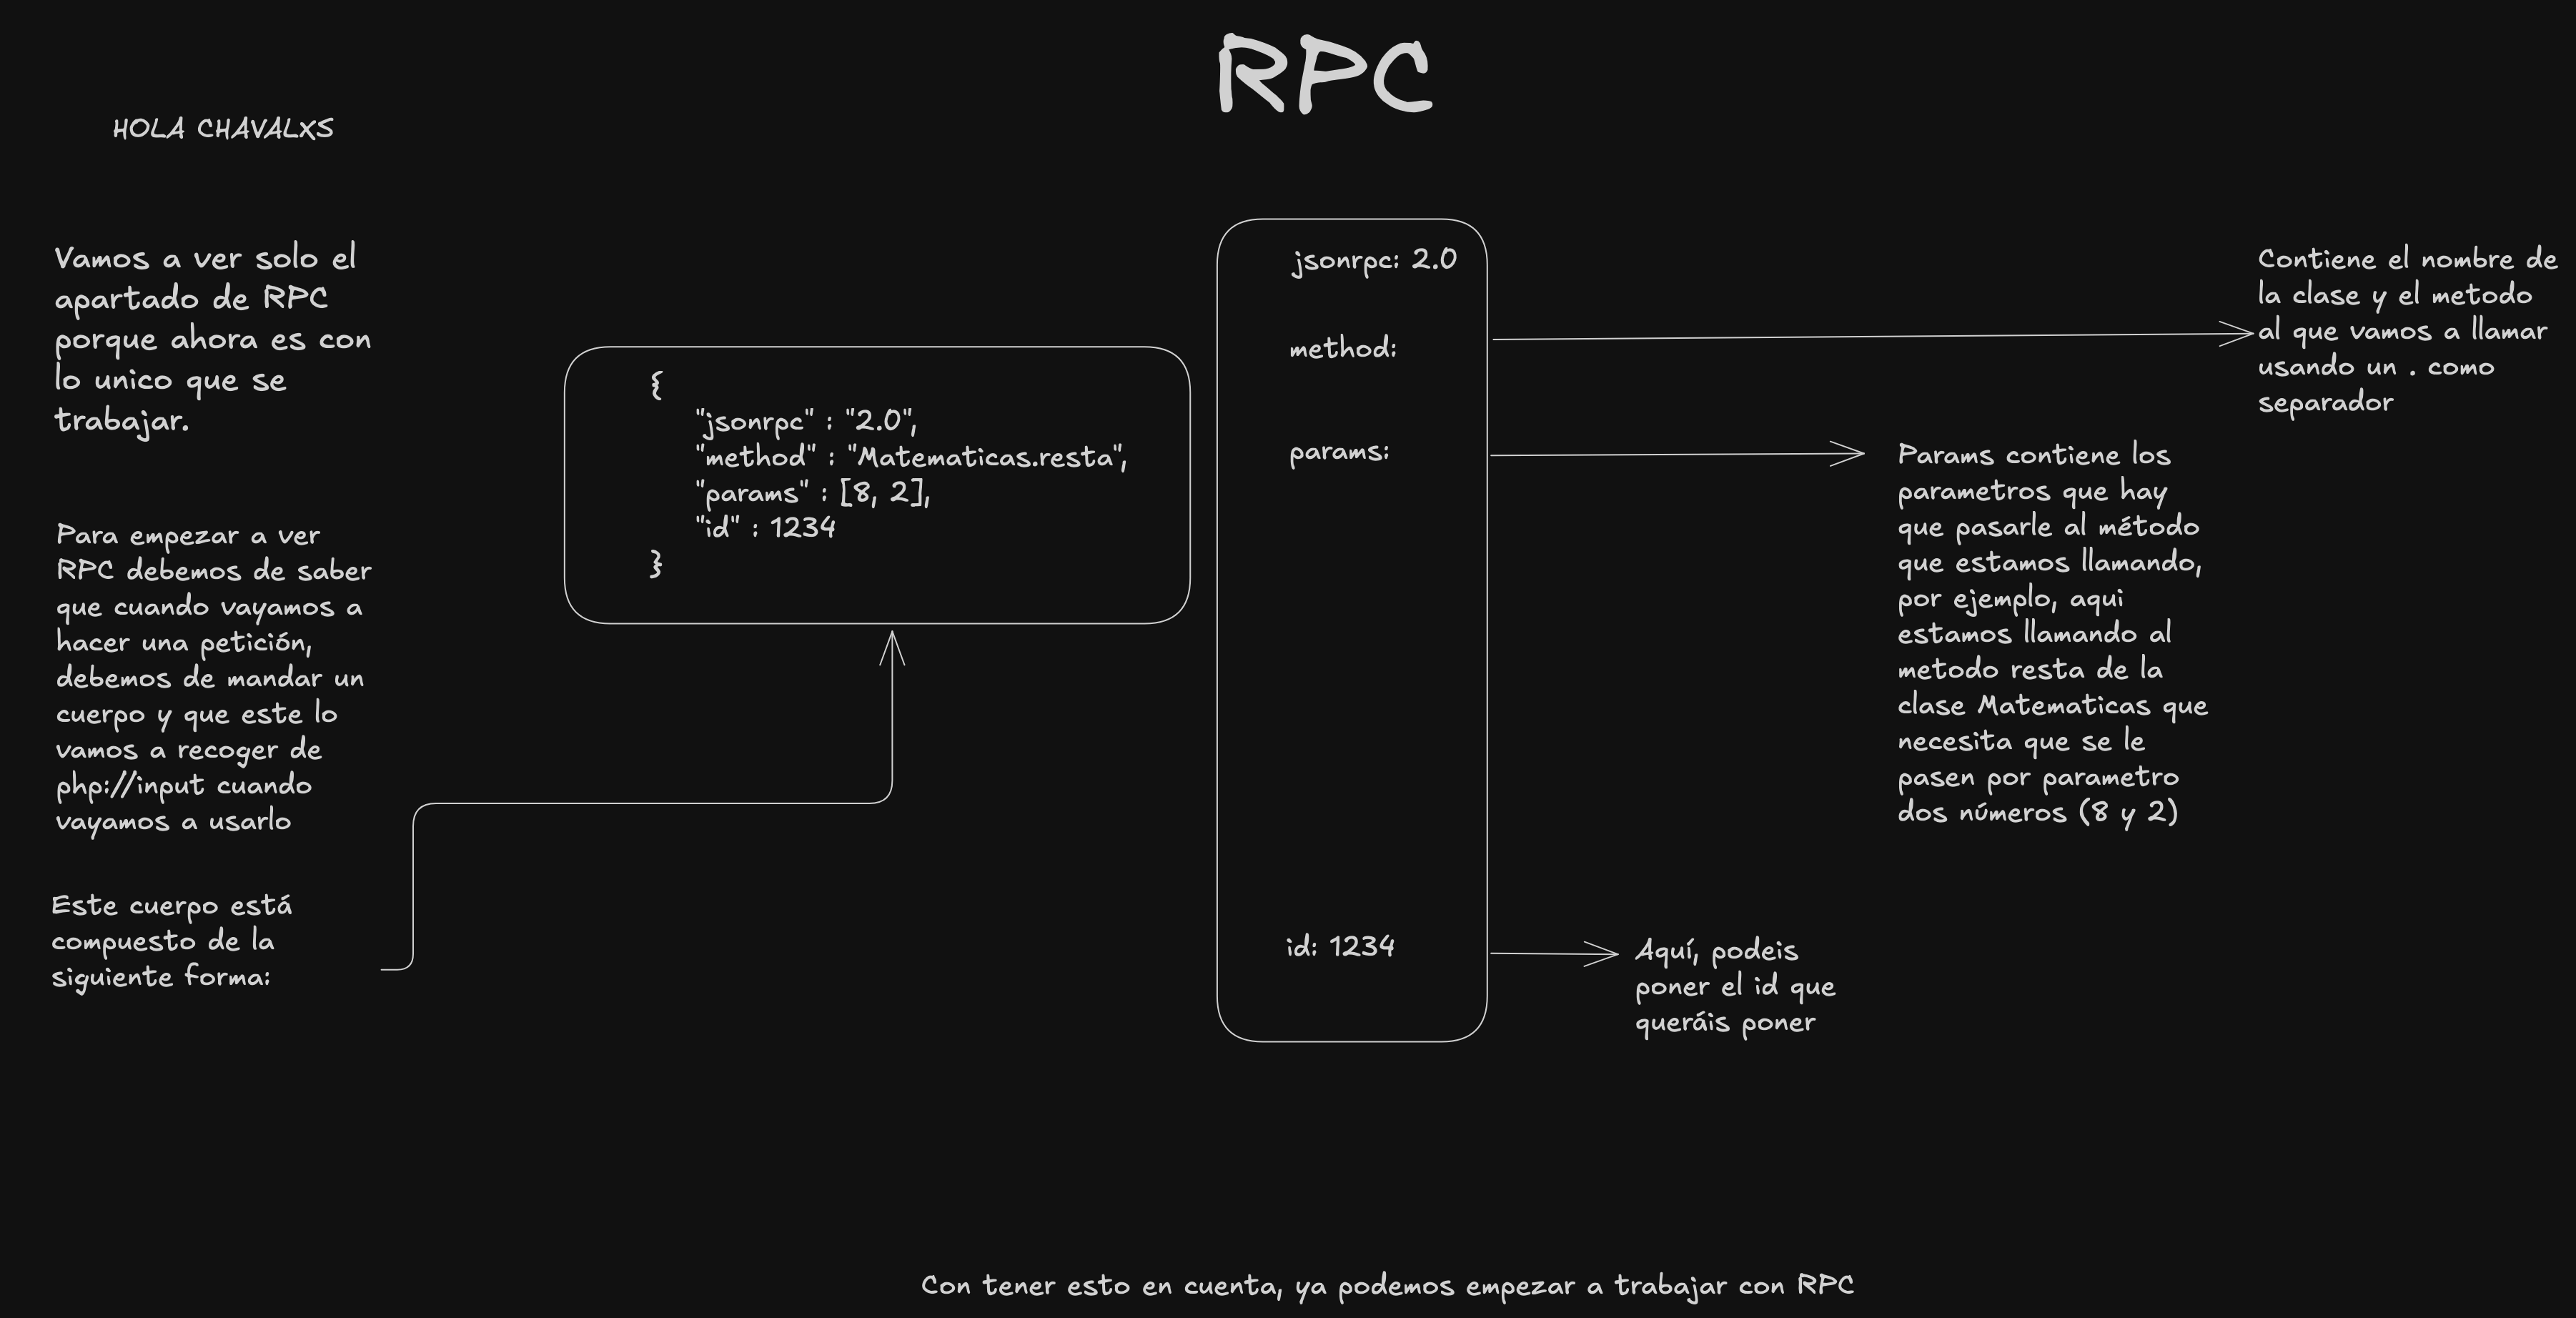 RPC
HOLA CHAVALXS
Vamos a ver solo el
apartado de RPC
porque ahora es con
lo unico que se
trabajar.
Para empezar a ver
RPC debemos de saber
que cuando vayamos a
hacer una petición,
debemos de mandar un
cuerpo y que este lo
vamos a recoger de
php://input cuando
vayamos a usarlo
Este cuerpo está
compuesto de la
siguiente forma:
{
"jsonrpc" : "2.0",
"method" : "Matematicas.resta",
"params" : [8, 2],
"id" : 1234
}
jsonrpc: 2.0
method:
params:
id: 1234
Contiene el nombre de
la clase y el metodo
al que vamos a llamar
usando un . como
separador
Params contiene los
parametros que hay
que pasarle al método
que estamos llamando,
por ejemplo, aqui
estamos llamando al
metodo resta de la
clase Matematicas que
necesita que se le
pasen por parametro
dos números (8 y 2)
Aquí, podeis
poner el id que
queráis poner
Con tener esto en cuenta, ya podemos empezar a trabajar con RPC